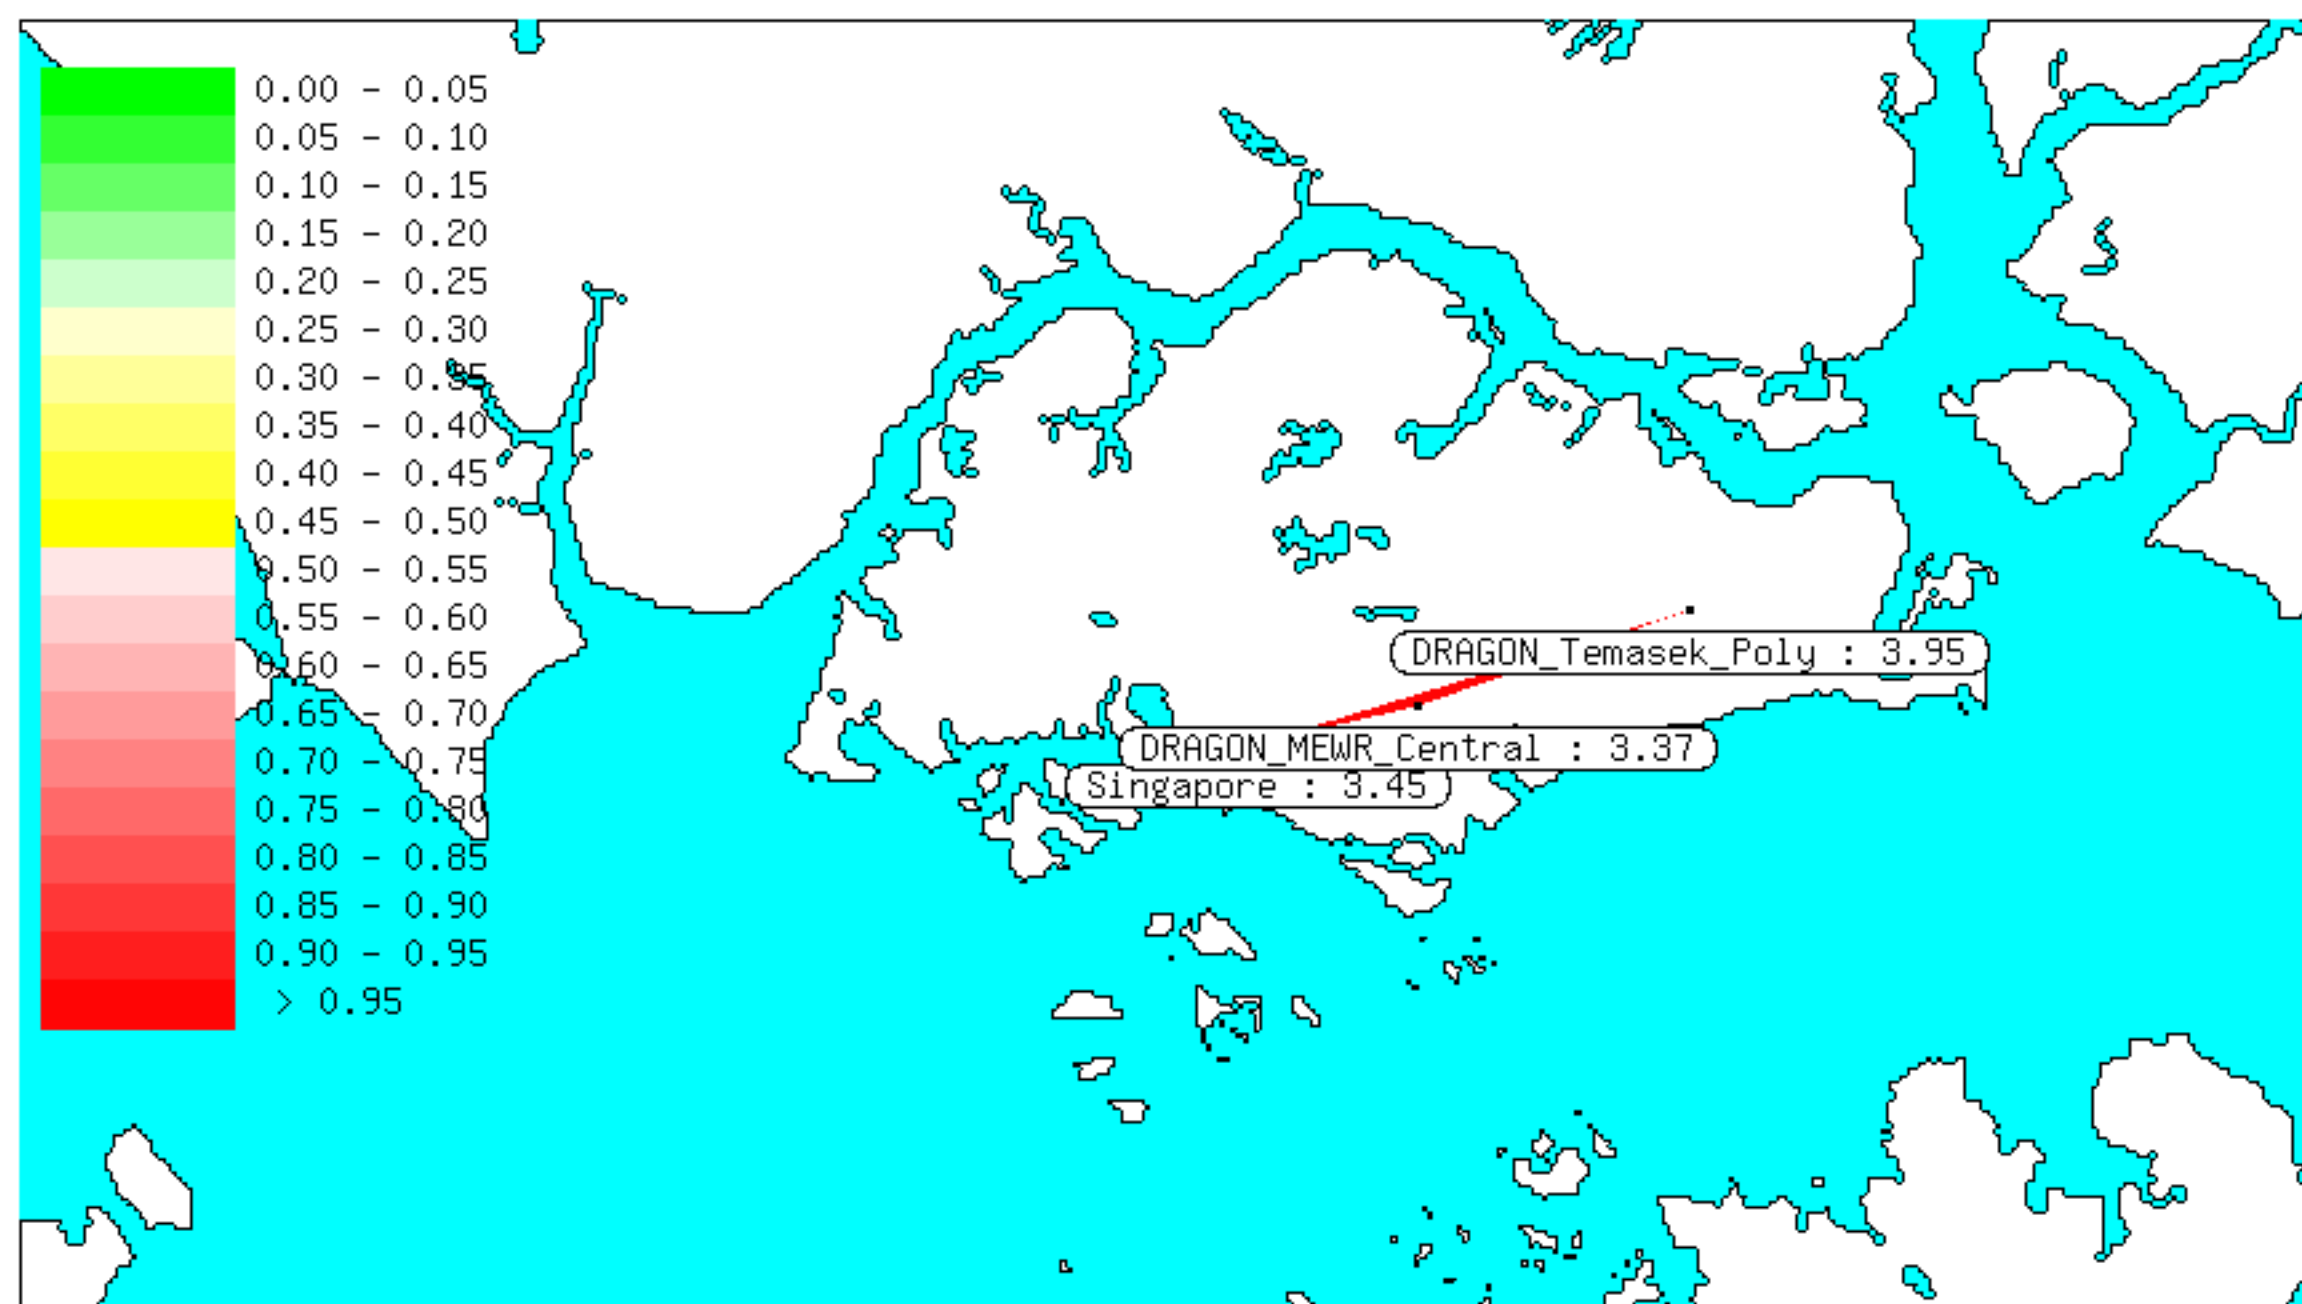 0.00 - 0.05
0.05 - 0.10
0.10 - 0.15
0.15 - 0.20
0.20 - 0.25
0.25 - 0.30
0.30 - 0.35
0.35 - 0.40
0.40 - 0.45
0.45 - 0.50
0.50 - 0.55
0.55 - 0.60
0.60 - 0.65
0.65 - 0.70
0.70 - 0.75
0.75 - 0.80
0.80 - 0.85
0.85 - 0.90
0.90 - 0.95
> 0.95
DRAGON_Temasek_Poly : 3.95
DRAGON_MEWR_Central : 3.37
Singapore : 3.45